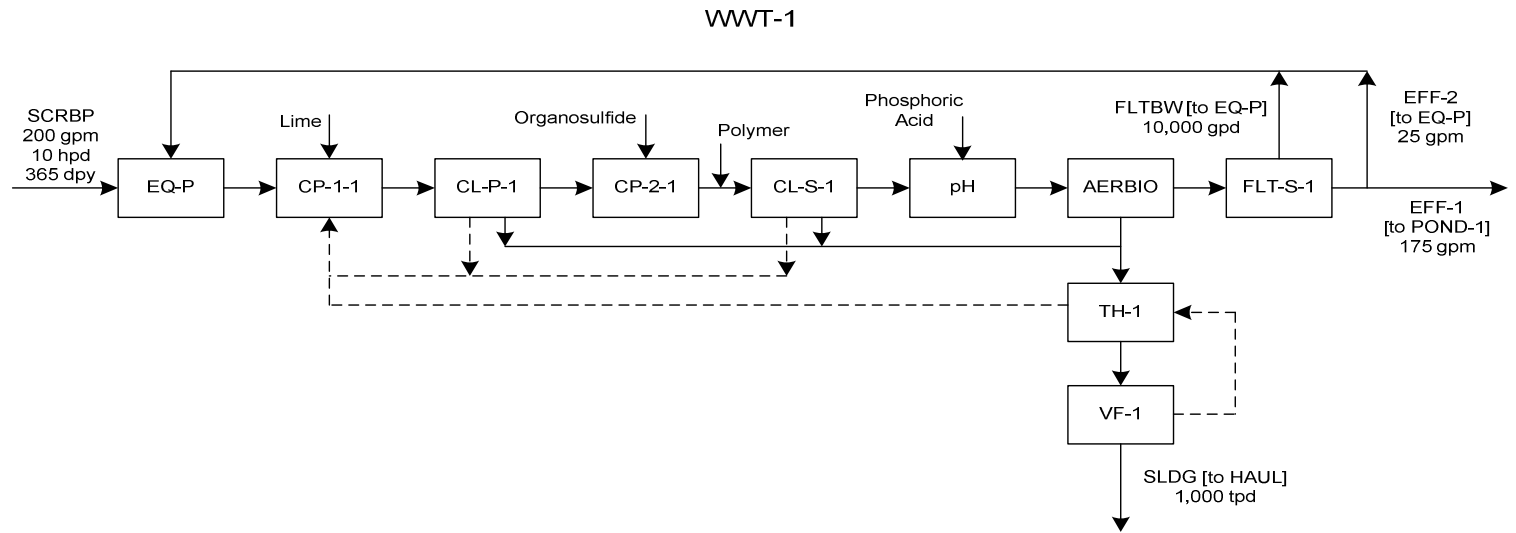 WWT-1
SCRBP
200 gpm
10 hpd
365 dpy
Lime
Organosulfide
Polymer
Phosphoric
Acid
FLTBW [to EQ-P]
10,000 gpd
EFF-2
[to EQ-P]
25 gpm
EQ-P
CP-1-1
CL-P-1
CP-2-1
CL-S-1
pH
AERBIO
FLT-S-1
EFF-1
[to POND-1]
175 gpm
TH-1
VF-1
SLDG [to HAUL]
1,000 tpd